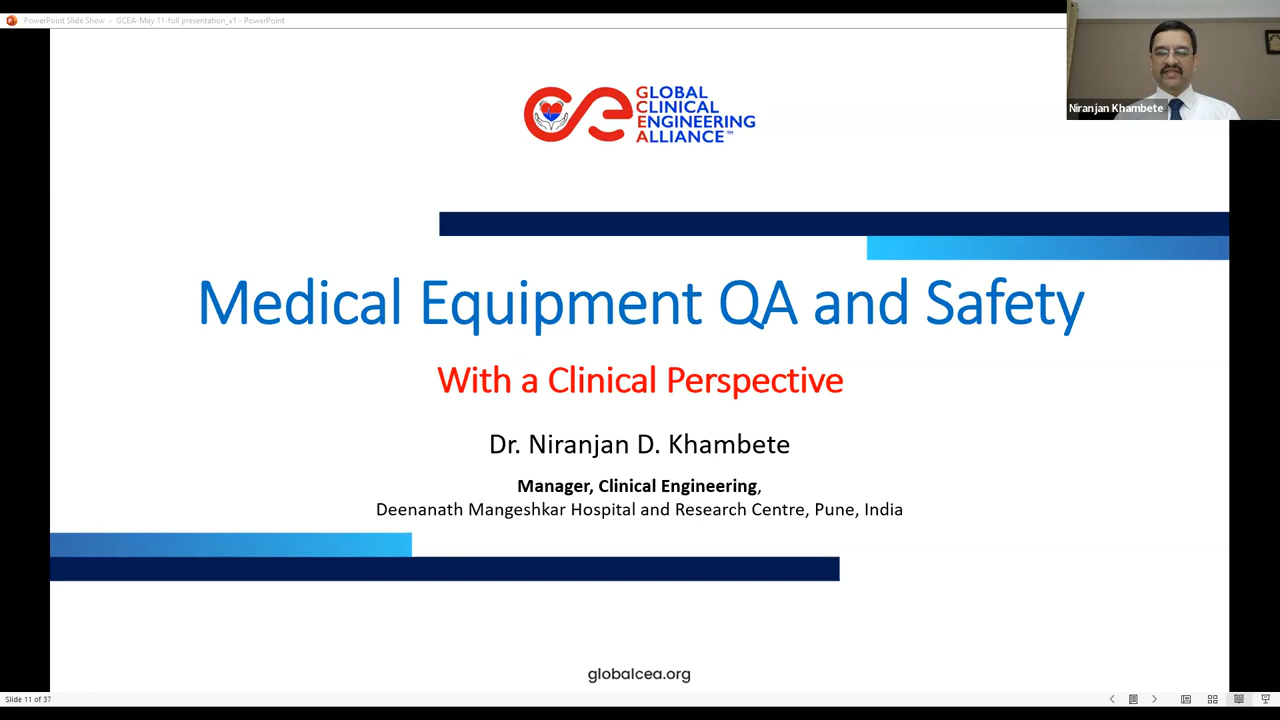 PowerPoint Slide Show - GCEA-May 11-full presentation_v1 - PowerPoint
Niranjan Khambete
GLOBAL
CLINICAL
ENGINEERING
ALLIANCE™
Medical Equipment QA and Safety
With a Clinical Perspective
Dr. Niranjan D. Khambete
Manager, Clinical Engineering,
Deenanath Mangeshkar Hospital and Research Centre, Pune, India
globalcea.org
Slide 11 of 37